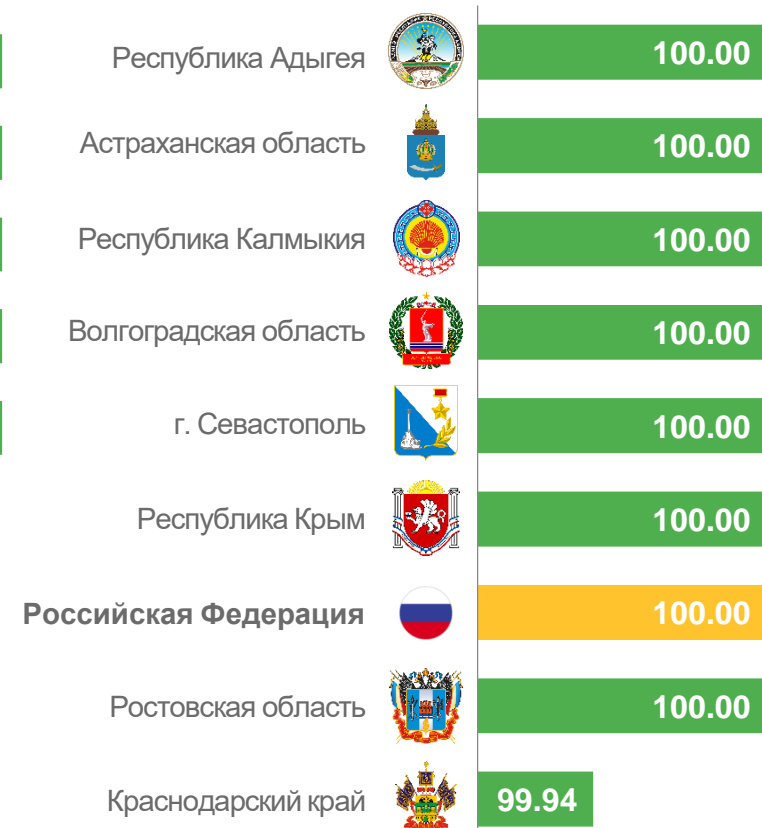 Республика Адыгея 100.00
Астраханская область 100.00
Республика Калмыкия 100.00
Волгоградская область 100.00
г. Севастополь 100.00
Республика Крым 100.00
Российская Федерация 100.00
Ростовская область 100.00
Краснодарский край 99.94